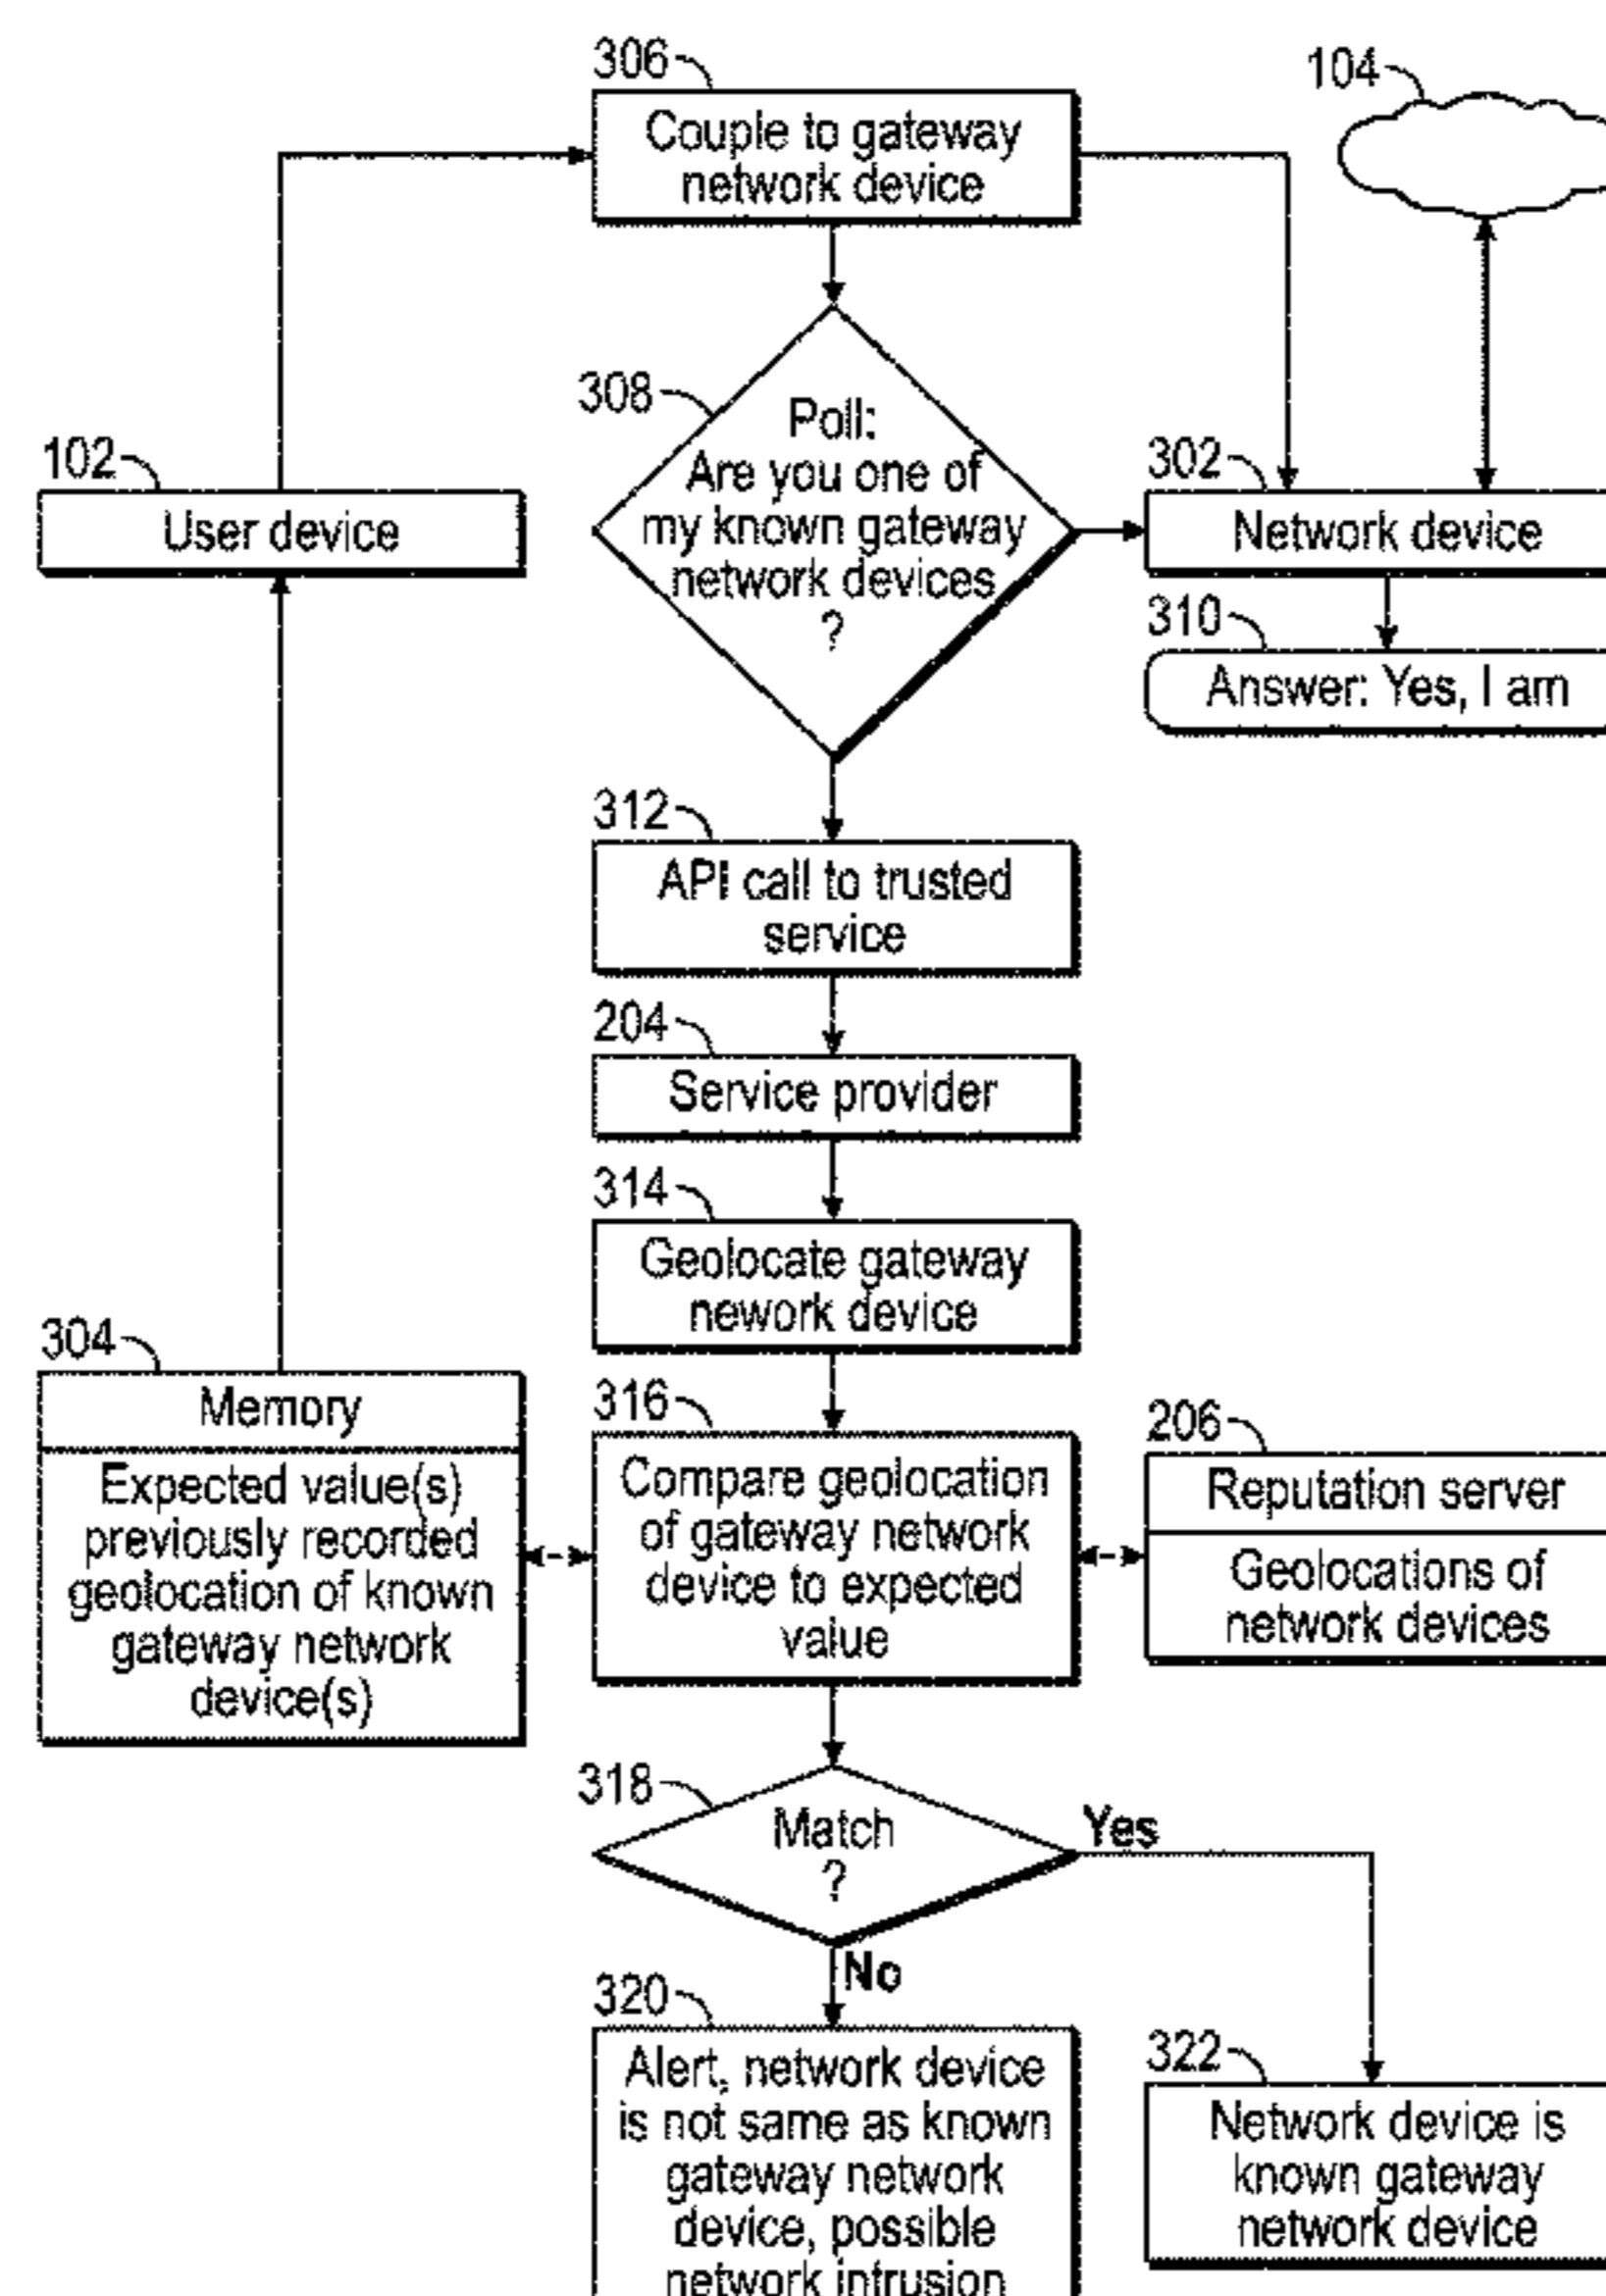 306
Couple to gateway
network device
104
308
Poll:
Are you one of
my known gateway
network devices
?
102
User device
302
Network device
310
Answer: Yes, I am
312
API call to trusted
service
204
Service provider
314
Geolocate gateway
nework device
304
Memory
Expected value(s)
previously recorded
geolocation of known
gateway network
device(s)
316
Compare geolocation
of gateway network
device to expected
value
206
Reputation server
Geolocations of
network devices
318
Match
?
Yes
No
320
Alert, network device
is not same as known
gateway network
device, possible
network intrusion
322
Network device is
known gateway
network device